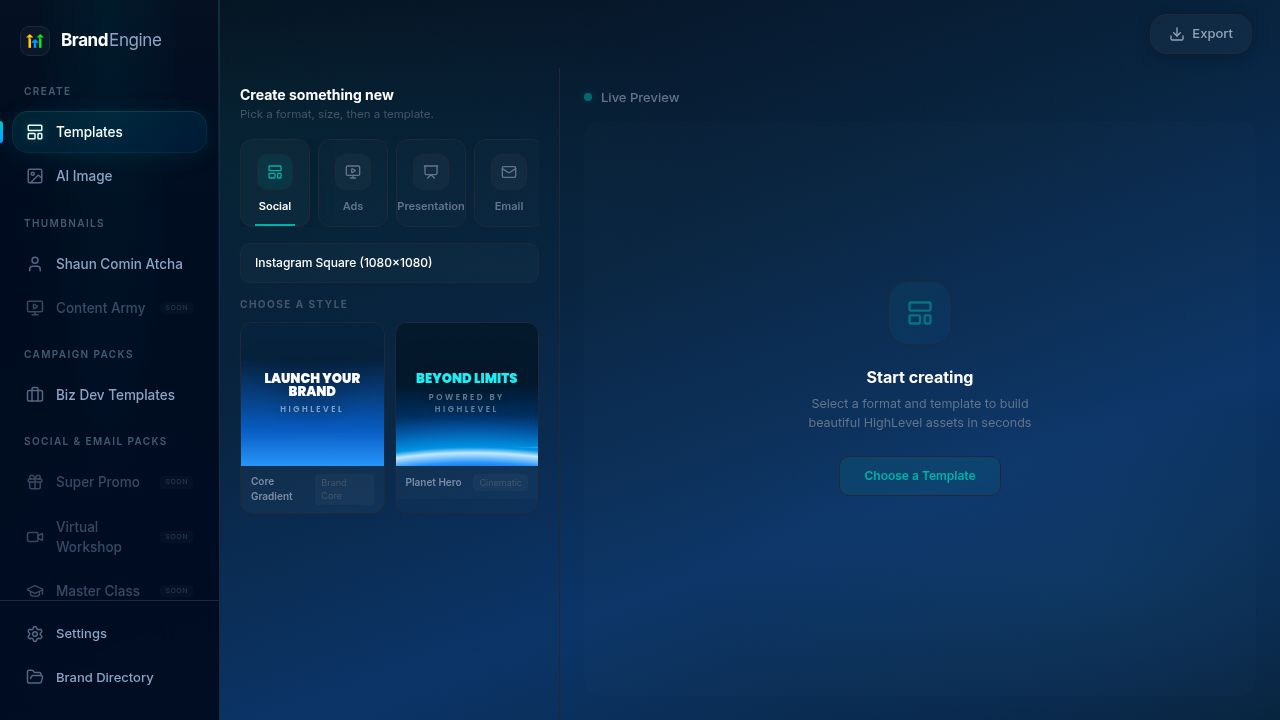 BrandEngine
CREATE
Templates
AI Image
THUMBNAILS
Shaun Comin Atcha
Content Army
SOON
CAMPAIGN PACKS
Biz Dev Templates
SOCIAL & EMAIL PACKS
Super Promo
SOON
Virtual
Workshop
SOON
Master Class
SOON
Settings
Brand Directory
Export
Create something new
Pick a format, size, then a template.
Social
Ads
Presentation
Email
Instagram Square (1080×1080)
CHOOSE A STYLE
LAUNCH YOUR
BRAND
HIGHLEVEL
Core
Gradient
Brand
Core
BEYOND LIMITS
POWERED BY
HIGHLEVEL
Planet Hero
Cinematic
Live Preview
Start creating
Select a format and template to build
beautiful HighLevel assets in seconds
Choose a Template